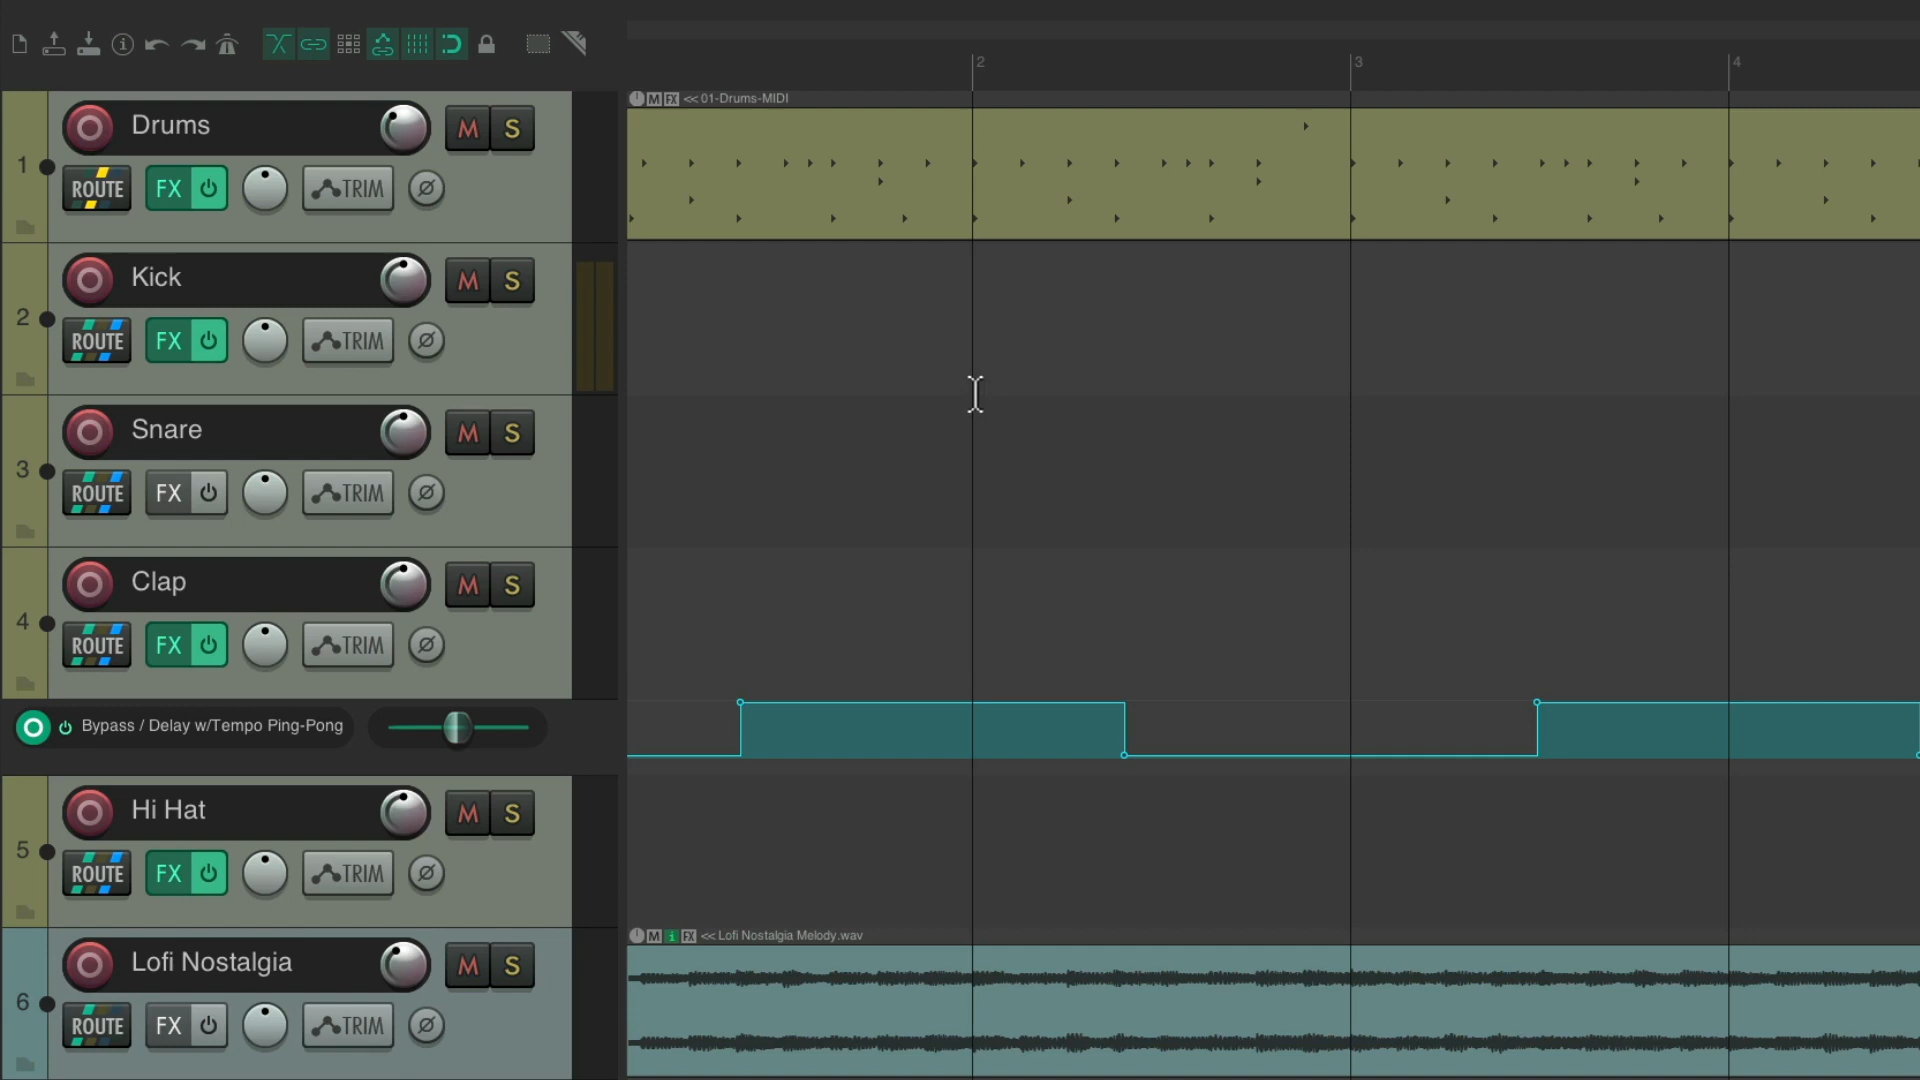 2
3
4
M FX << 01-Drums-MIDI
1
Drums
M S
ROUTE
FX
TRIM
2
Kick
M S
ROUTE
FX
TRIM
3
Snare
M S
ROUTE
FX
TRIM
4
Clap
M S
ROUTE
FX
TRIM
Bypass / Delay w/Tempo Ping-Pong
5
Hi Hat
M S
ROUTE
FX
TRIM
M i FX << Lofi Nostalgia Melody.wav
6
Lofi Nostalgia
M S
ROUTE
FX
TRIM